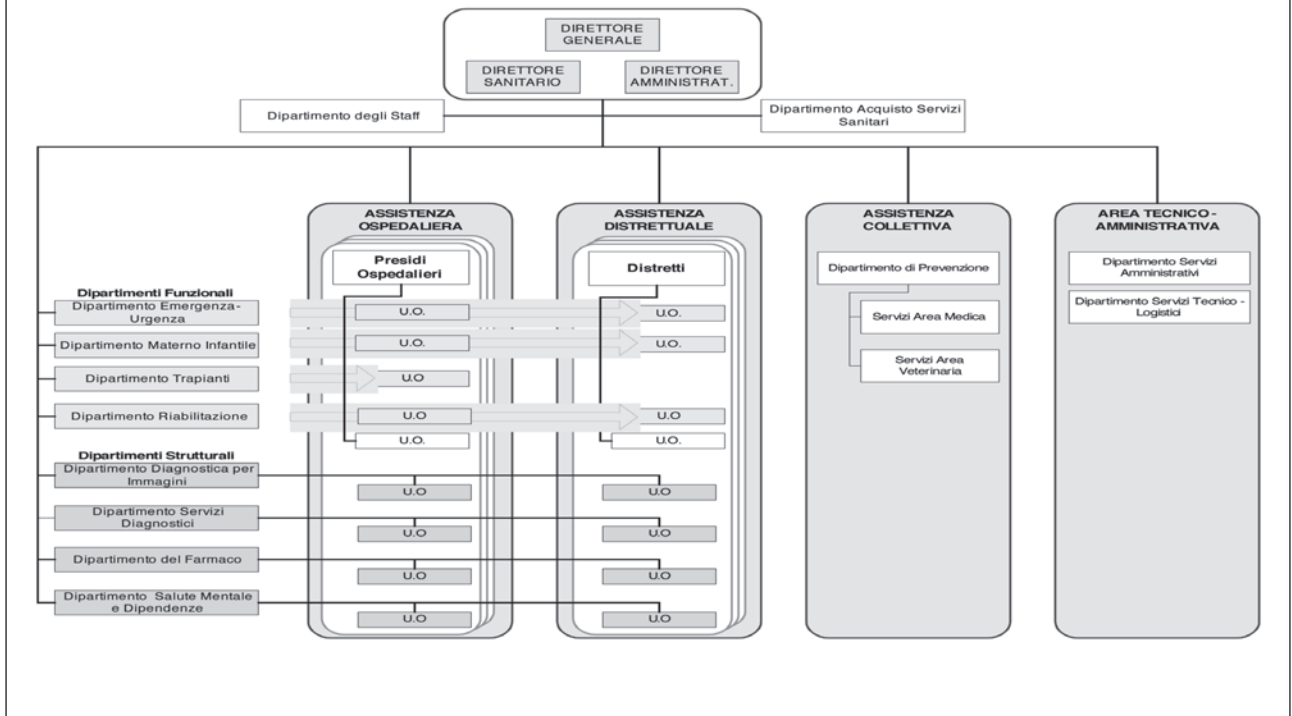 DIRETTORE
GENERALE
DIRETTORE
SANITARIO
DIRETTORE
AMMINISTRAT.
Dipartimento degli Staff
Dipartimento Acquisto Servizi
Sanitari
ASSISTENZA
OSPEDALIERA
ASSISTENZA
DISTRETTUALE
ASSISTENZA
COLLETTIVA
AREA TECNICO -
AMMINISTRATIVA
Presidi
Ospedalieri
Distretti
Dipartimento di Prevenzione
Servizi Area Medica
Servizi Area
Veterinaria
Dipartimento Servizi
Amministrativi
Dipartimento Servizi Tecnico -
Logistici
Dipartimenti Funzionali
Dipartimento Emergenza-
Urgenza
U.O.
U.O.
Dipartimento Materno Infantile
U.O.
U.O.
Dipartimento Trapianti
U.O
Dipartimento Riabilitazione
U.O
U.O
U.O.
U.O.
Dipartimenti Strutturali
Dipartimento Diagnostica per
Immagini
U.O
U.O
Dipartimento Servizi
Diagnostici
U.O
U.O
Dipartimento del Farmaco
U.O
U.O
Dipartimento Salute Mentale
e Dipendenze
U.O
U.O